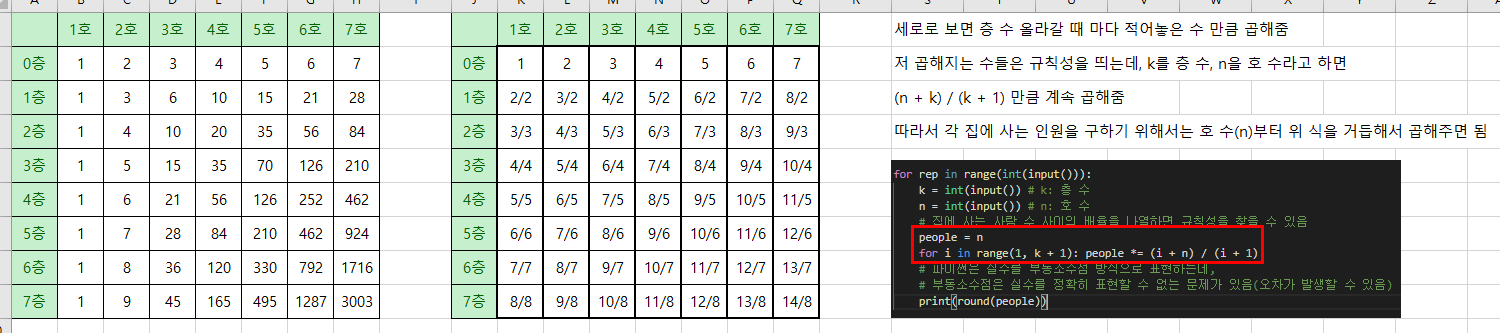 A B C D E F G H I J K L M N O P Q R S T U V W X Y Z
1호 2호 3호 4호 5호 6호 7호 1호 2호 3호 4호 5호 6호 7호 세로로 보면 층 수 올라갈 때 마다 적어놓은 수 만큼 곱해줌
0층 1 2 3 4 5 6 7 0층 1 2 3 4 5 6 7 저 곱해지는 수들은 규칙성을 띄는데, k를 층 수, n을 호 수라고 하면
1층 1 3 6 10 15 21 28 1층 2/2 3/2 4/2 5/2 6/2 7/2 8/2 (n + k) / (k + 1) 만큼 계속 곱해줌
2층 1 4 10 20 35 56 84 2층 3/3 4/3 5/3 6/3 7/3 8/3 9/3 따라서 각 집에 사는 인원을 구하기 위해서는 호 수(n)부터 위 식을 거듭해서 곱해주면 됨
3층 1 5 15 35 70 126 210 3층 4/4 5/4 6/4 7/4 8/4 9/4 10/4
4층 1 6 21 56 126 252 462 4층 5/5 6/5 7/5 8/5 9/5 10/5 11/5
5층 1 7 28 84 210 462 924 5층 6/6 7/6 8/6 9/6 10/6 11/6 12/6
6층 1 8 36 120 330 792 1716 6층 7/7 8/7 9/7 10/7 11/7 12/7 13/7
7층 1 9 45 165 495 1287 3003 7층 8/8 9/8 10/8 11/8 12/8 13/8 14/8
for rep in range(int(input())):
k = int(input()) # k: 층 수
n = int(input()) # n: 호 수
# 집에 사는 사람 수 사이의 배율을 나열하면 규칙성을 찾을 수 있음
people = n
for i in range(1, k + 1): people *= (i + n) / (i + 1)
# 파이썬은 실수를 부동소수점 방식으로 표현하는데,
# 부동소수점은 실수를 정확히 표현할 수 없는 문제가 있음(오차가 발생할 수 있음)
print(round(people))